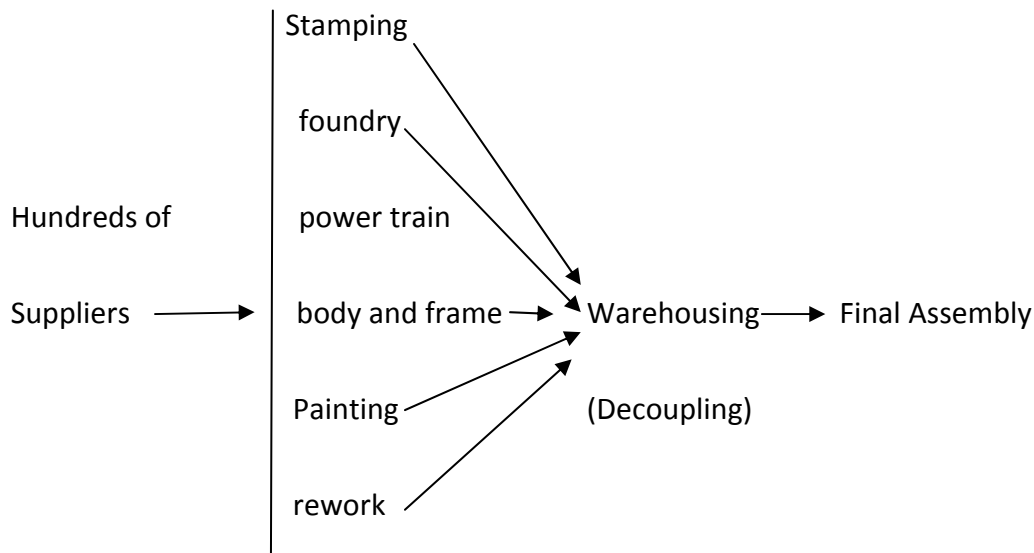 Stamping
foundry
Hundreds of
power train
Suppliers
body and frame
Warehousing
Final Assembly
Painting
(Decoupling)
rework